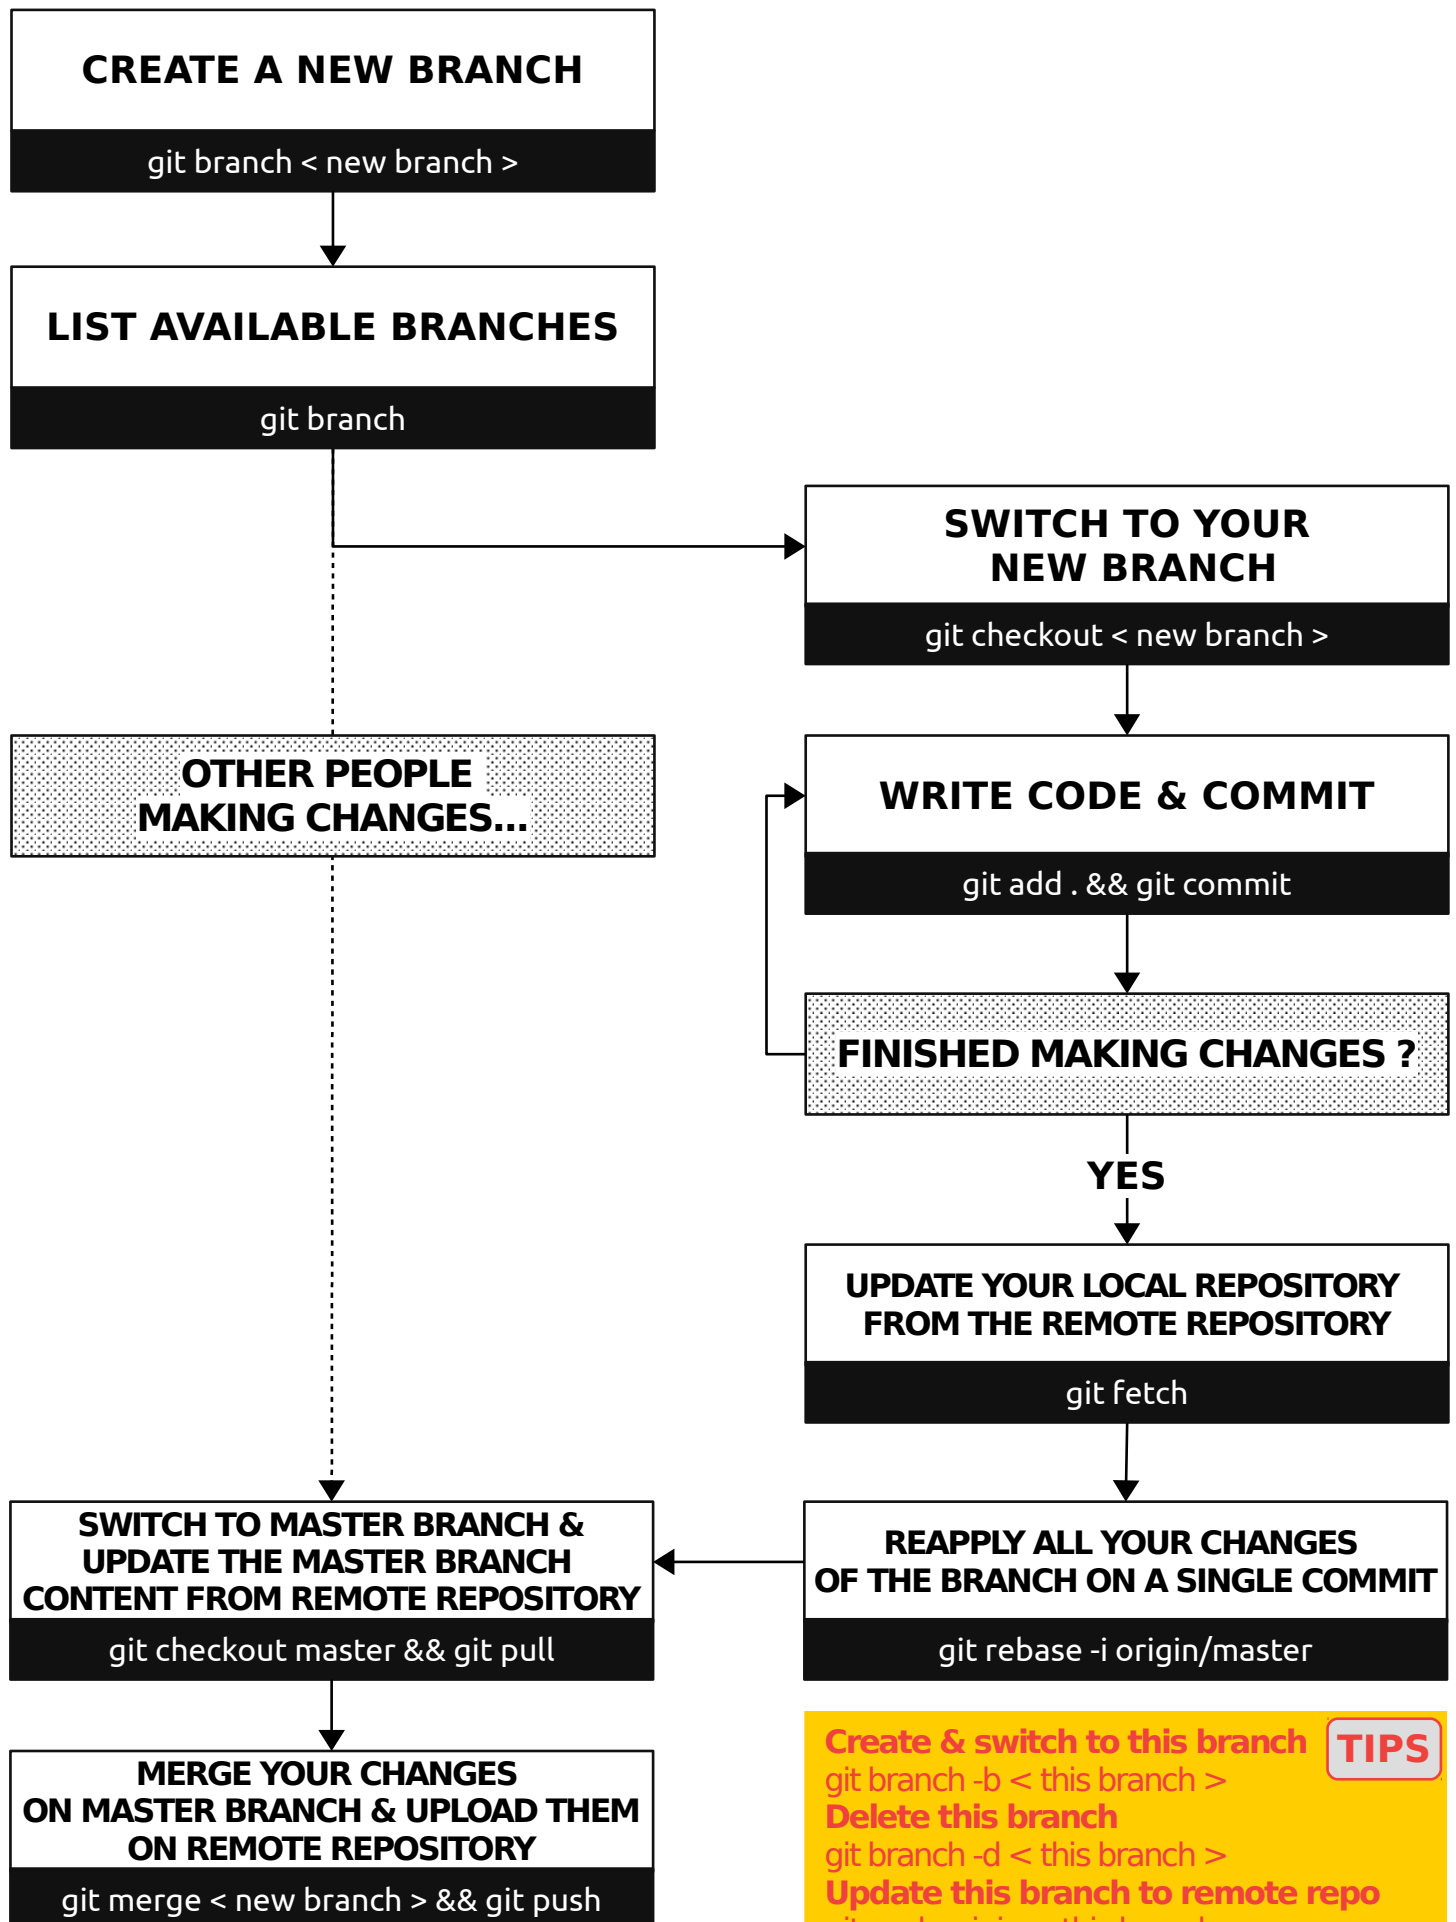 CREATE A NEW BRANCH
git branch < new branch >
LIST AVAILABLE BRANCHES
git branch
SWITCH TO YOUR
NEW BRANCH
git checkout < new branch >
OTHER PEOPLE
MAKING CHANGES...
WRITE CODE & COMMIT
git add . && git commit
FINISHED MAKING CHANGES ?
YES
UPDATE YOUR LOCAL REPOSITORY
FROM THE REMOTE REPOSITORY
git fetch
REAPPLY ALL YOUR CHANGES
OF THE BRANCH ON A SINGLE COMMIT
git rebase -i origin/master
SWITCH TO MASTER BRANCH &
UPDATE THE MASTER BRANCH
CONTENT FROM REMOTE REPOSITORY
git checkout master && git pull
MERGE YOUR CHANGES
ON MASTER BRANCH & UPLOAD THEM
ON REMOTE REPOSITORY
git merge < new branch > && git push
TIPS
Create & switch to this branch
git branch -b < this branch >
Delete this branch
git branch -d < this branch >
Update this branch to remote repo